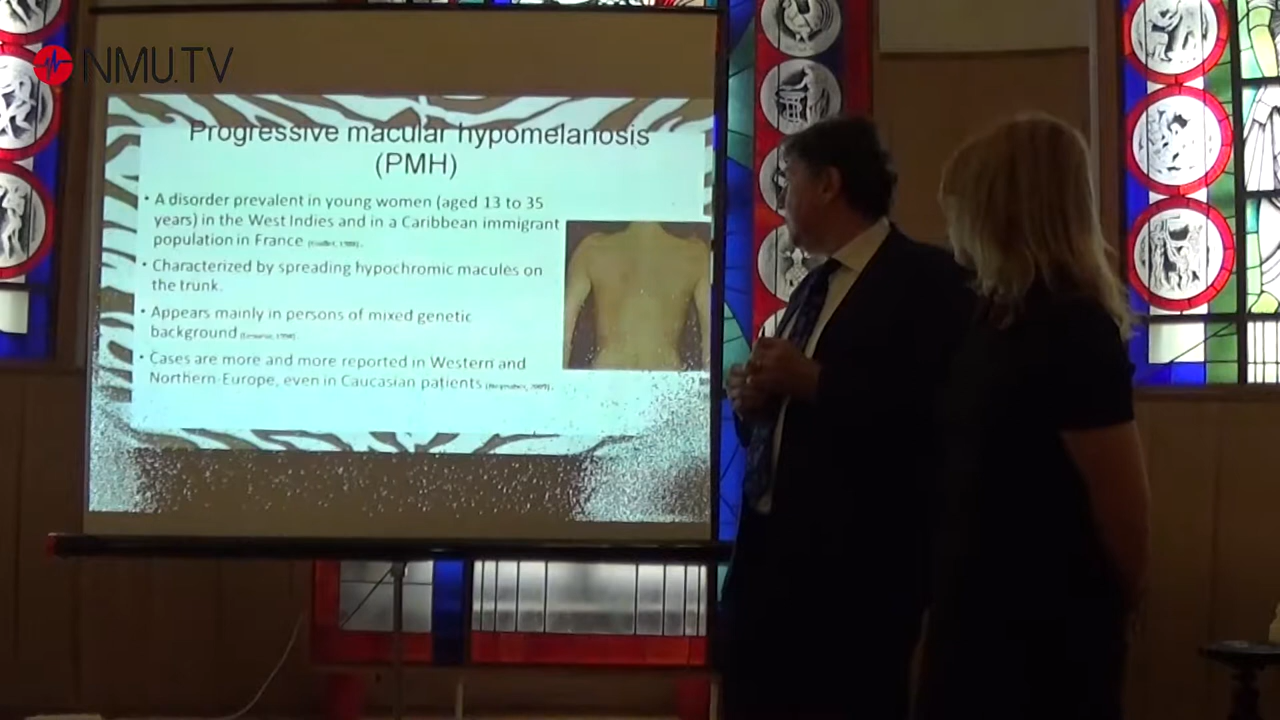 NMU.TV
Progressive macular hypomelanosis
(PMH)
• A disorder prevalent in young women (aged 13 to 35
years) in the West Indies and in a Caribbean immigrant
population in France
• Characterized by spreading hypochromic macules on
the trunk.
• Appears mainly in persons of mixed genetic
background
• Cases are more and more reported in Western and
Northern Europe, even in Caucasian patients